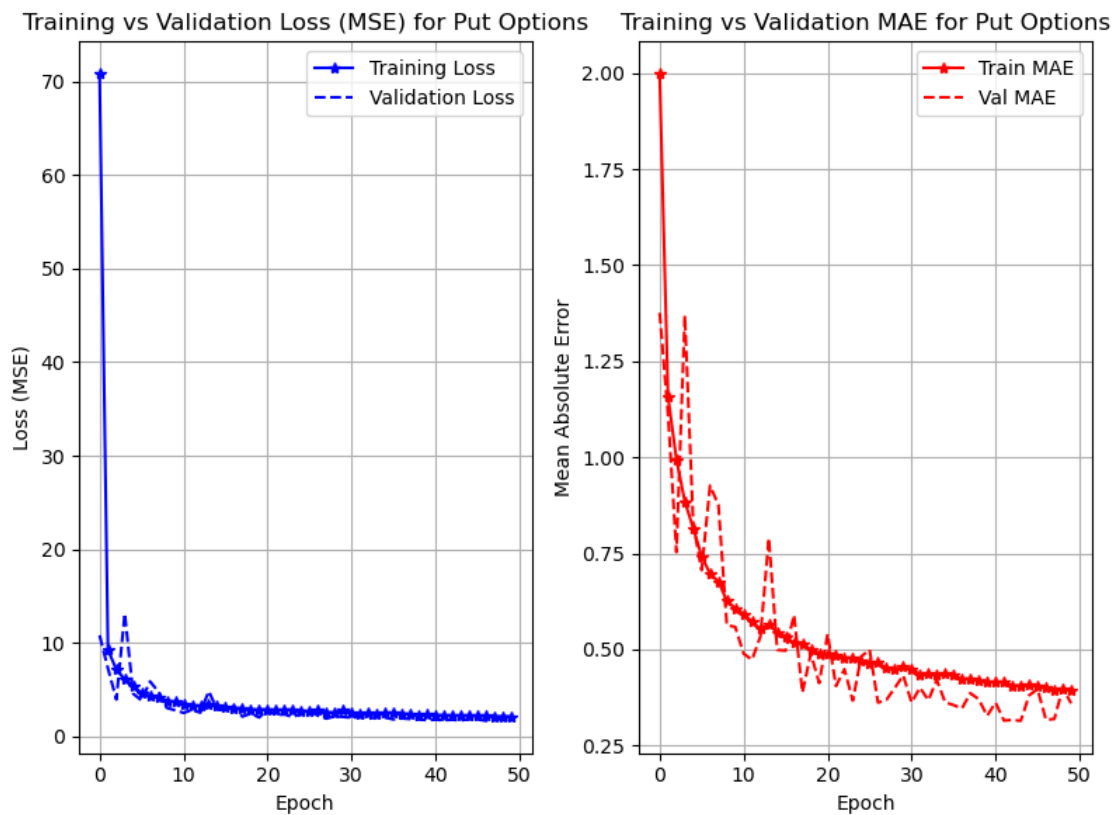 Training vs Validation Loss (MSE) for Put Options
Training Loss
Validation Loss
70
60
50
40
30
20
10
0
Loss (MSE)
0
10
20
30
40
50
Epoch
Training vs Validation MAE for Put Options
Train MAE
Val MAE
2.00
1.75
1.50
1.25
1.00
0.75
0.50
0.25
Mean Absolute Error
0
10
20
30
40
50
Epoch